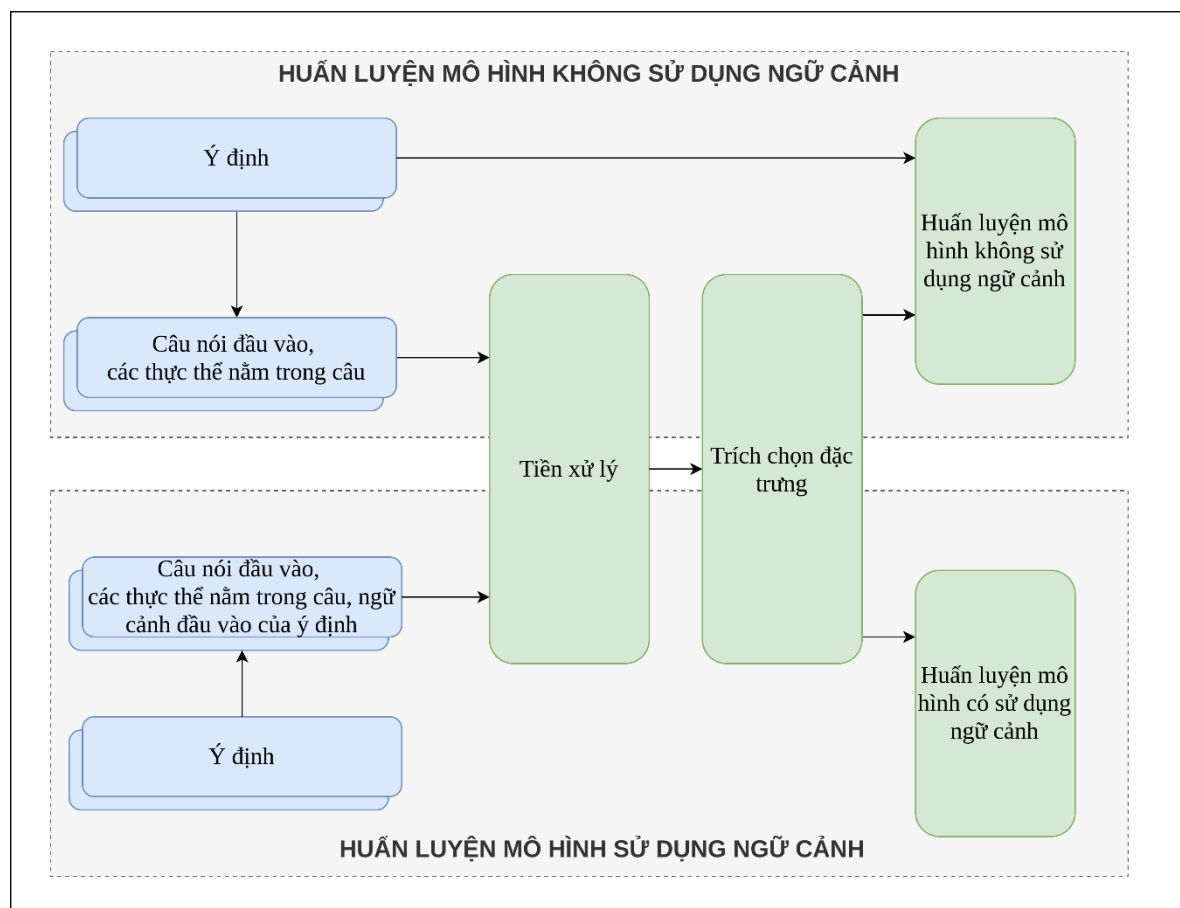 HUẤN LUYỆN MÔ HÌNH KHÔNG SỬ DỤNG NGỮ CẢNH
Ý định
Huấn luyện mô
hình không sử
dụng ngữ cảnh
Câu nói đầu vào,
các thực thể nằm trong câu
Tiền xử lý
Trích chọn đặc
trưng
Câu nói đầu vào,
các thực thể nằm trong câu, ngữ
cảnh đầu vào của ý định
Huấn luyện mô
hình có sử dụng
ngữ cảnh
Ý định
HUẤN LUYỆN MÔ HÌNH SỬ DỤNG NGỮ CẢNH